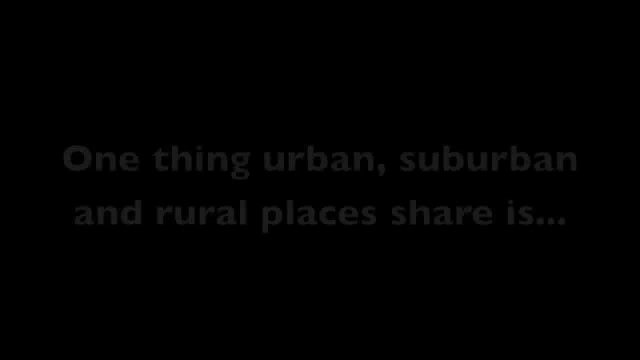 One thing urban, suburban
and rural places share is...